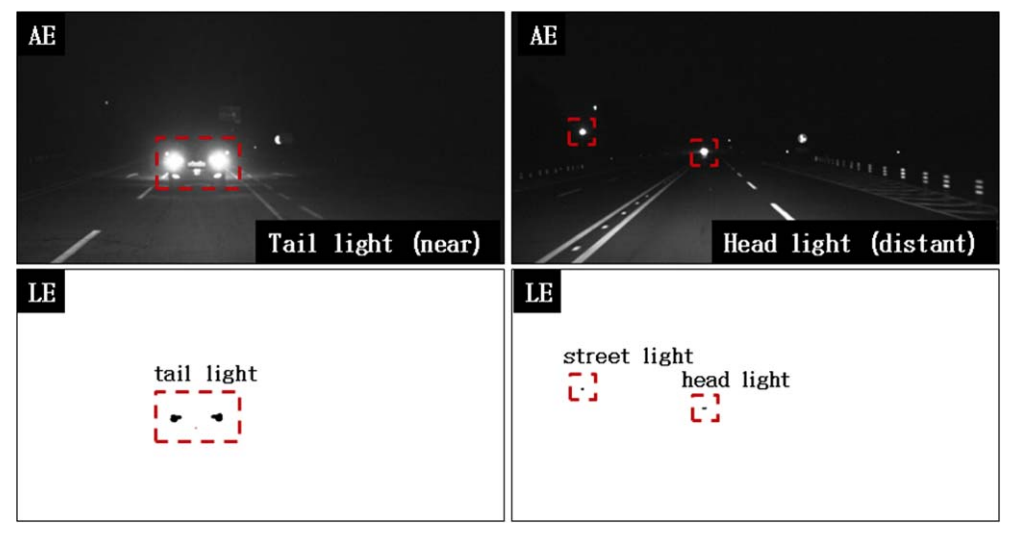 AE
Tail light (near)
AE
Head light (distant)
LE
tail light
LE
street light
head light